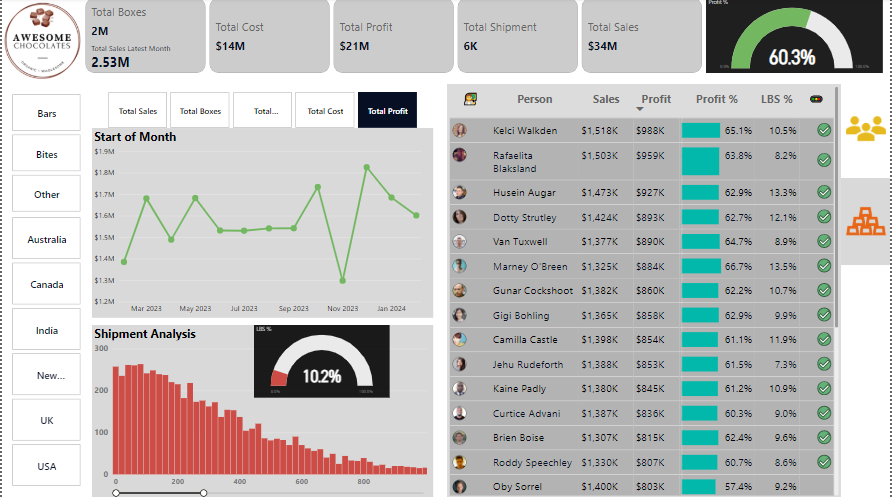 AWESOME
CHOCOLATES
Total Boxes
2M
Total Sales Latest Month
2.53M
Total Cost
$14M
Total Profit
$21M
Total Shipment
6K
Total Sales
$34M
Profit %
60.3%
0.0%
100.0%
Bars
Bites
Other
Australia
Canada
India
New...
UK
USA
Total Sales
Total Boxes
Total...
Total Cost
Total Profit
Start of Month
$1.9M
$1.8M
$1.7M
$1.6M
$1.5M
$1.4M
$1.3M
$1.2M
Mar 2023 May 2023 Jul 2023 Sep 2023 Nov 2023 Jan 2024
Shipment Analysis
LBS %
10.2%
0.0%
100.0%
300
200
100
0
0 200 400 600 800
Person Sales Profit Profit % LBS %
Kelci Walkden $1,518K $988K 65.1% 10.5%
Rafaelita
Blaksland $1,503K $959K 63.8% 8.2%
Husein Augar $1,473K $927K 62.9% 13.3%
Dotty Strutley $1,424K $893K 62.7% 12.1%
Van Tuxwell $1,377K $890K 64.7% 8.9%
Marney O'Breen $1,325K $884K 66.7% 13.5%
Gunar Cockshoot $1,382K $860K 62.2% 10.7%
Gigi Bohling $1,365K $858K 62.9% 9.9%
Camilla Castle $1,398K $854K 61.1% 11.9%
Jehu Rudeforth $1,388K $853K 61.5% 7.3%
Kaine Padly $1,380K $845K 61.2% 10.9%
Curtice Advani $1,387K $836K 60.3% 9.0%
Brien Boise $1,307K $815K 62.4% 9.6%
Roddy Speechley $1,330K $807K 60.7% 8.6%
Oby Sorrel $1,400K $803K 57.4% 9.2%